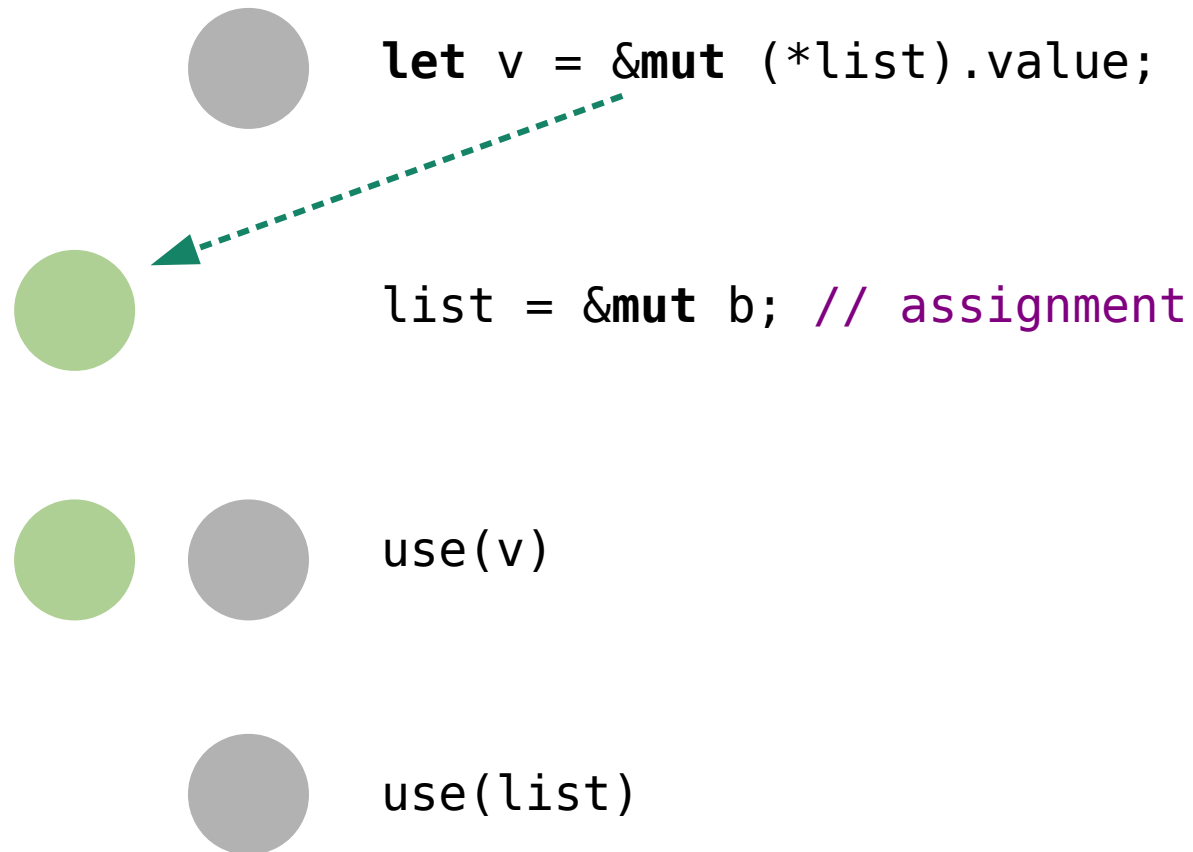 let v = &mut (*list).value;
list = &mut b; // assignment
use(v)
use(list)